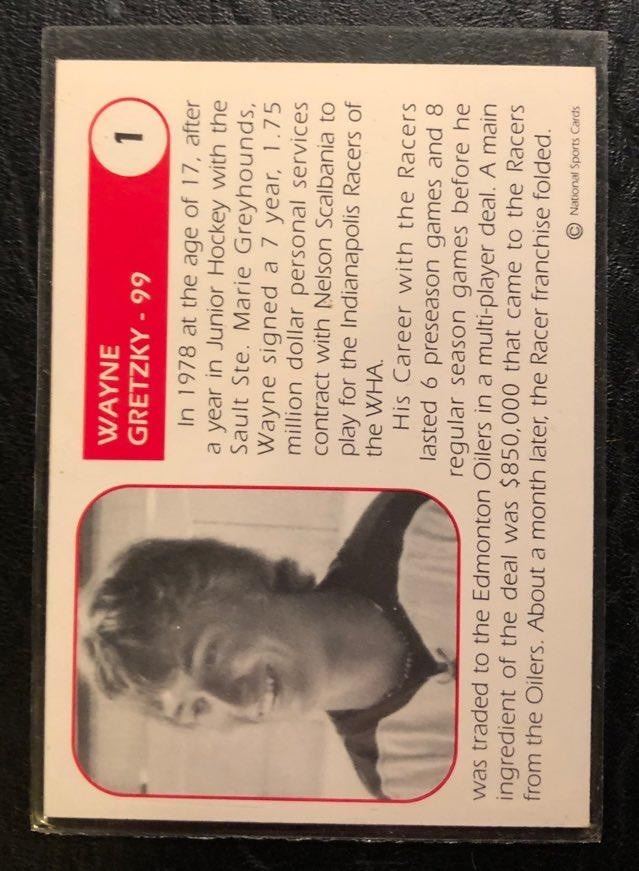 WAYNE
GRETZKY - 99
1
In 1978 at the age of 17, after
a year in Junior Hockey with the
Sault Ste. Marie Greyhounds,
Wayne signed a 7 year, 1.75
million dollar personal services
contract with Nelson Scalbania to
play for the Indianapolis Racers of
the WHA.
His Career with the Racers
lasted 6 preseason games and 8
regular season games before he
was traded to the Edmonton Oilers in a multi-player deal. A main
ingredient of the deal was $850,000 that came to the Racers
from the Oilers. About a month later, the Racer franchise folded.
© National Sports Cards